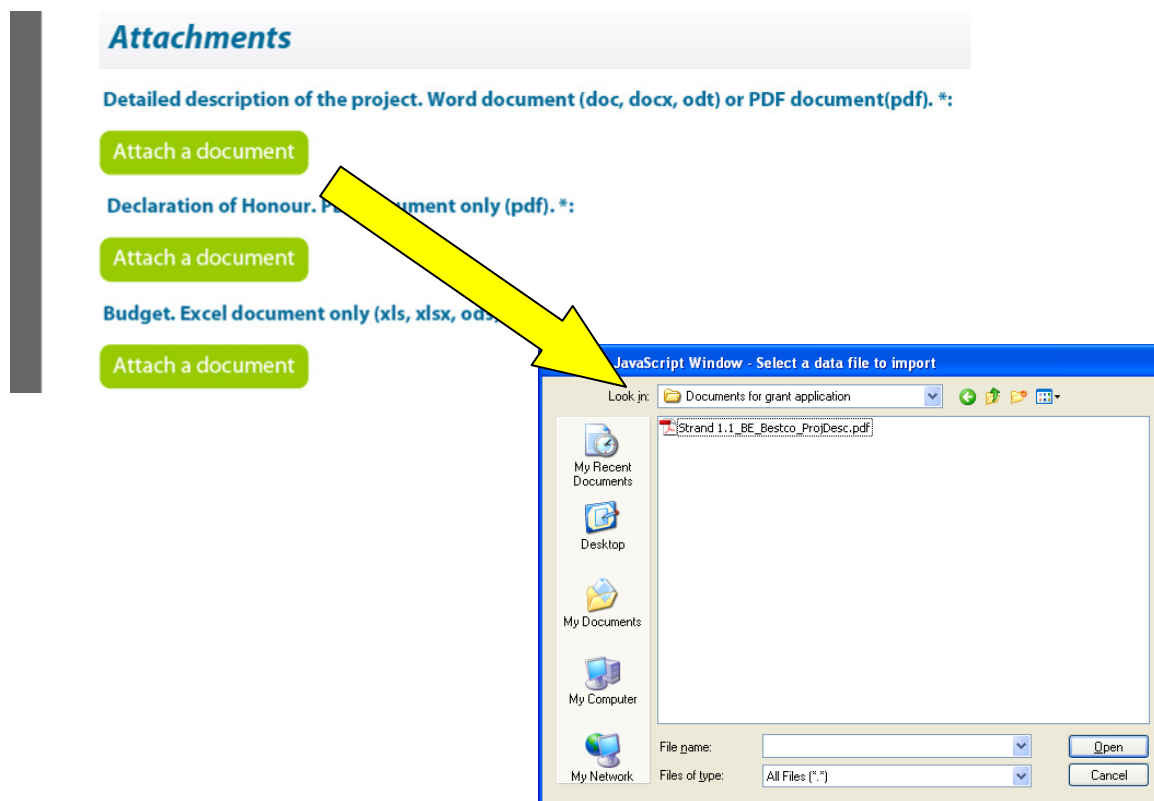 Attachments
Detailed description of the project. Word document (doc, docx, odt) or PDF document(pdf). *:
Attach a document
Declaration of Honour. document only (pdf). *:
Attach a document
Budget. Excel document only (xls, xlsx, ods,
Attach a document
JavaScript Window - Select a data file to import
Look in: Documents for grant application
Strand 1.1_BE_Bestco_ProjDesc.pdf
My Recent
Documents
Desktop
My Documents
My Computer
My Network
File name:
Open
Files of type: All Files (*.*)
Cancel